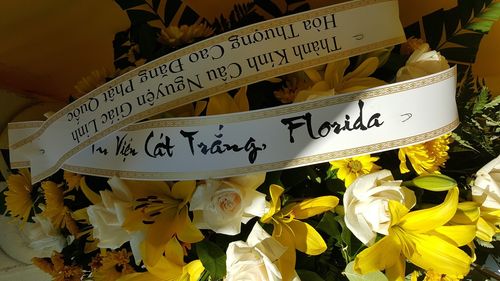 Thành Kính Cầu Nguyện Giác Linh
Hòa Thượng Cao Đăng Phật Quốc
Tu Viện Cát Trắng, Florida